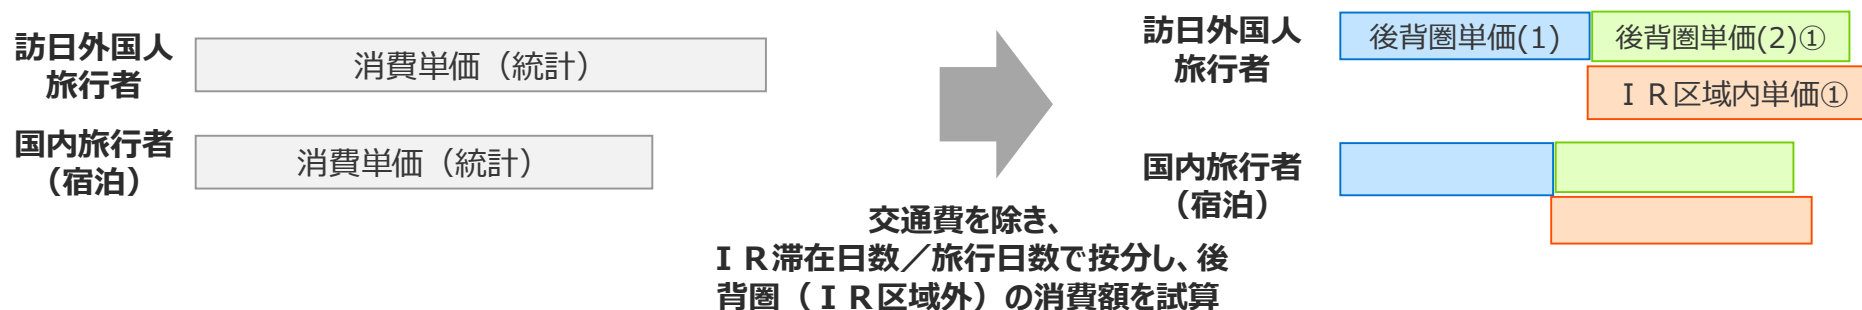 訪日外国人
旅行者
消費単価（統計）
国内旅行者
（宿泊）
消費単価（統計）
交通費を除き、
ＩＲ滞在日数／旅行日数で按分し、後
背圏（ＩＲ区域外）の消費額を試算
訪日外国人
旅行者
後背圏単価(1)
後背圏単価(2)①
ＩＲ区域内単価①
国内旅行者
（宿泊）